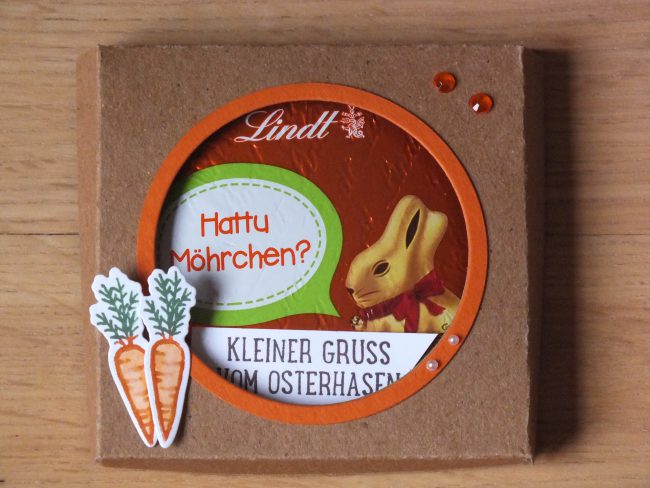 Lindt
Hattu
Möhrchen?
KLEINER GRUSS
VOM OSTERHASEN